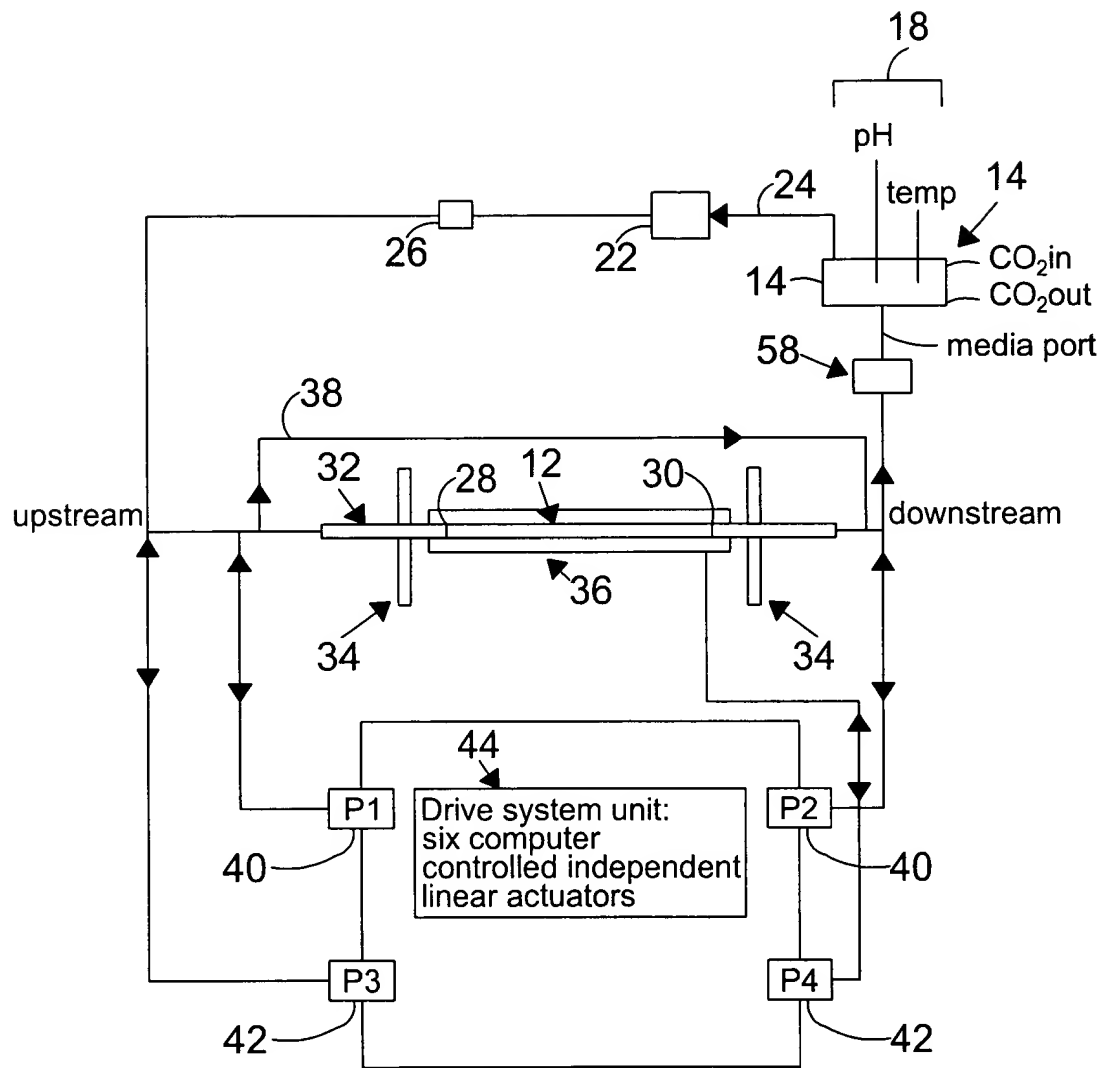 18
pH
temp
14
24
26
22
14
CO₂in
CO₂out
media port
58
38
32
28
12
30
upstream
downstream
36
34
34
44
P1
Drive system unit:
six computer
controlled independent
linear actuators
P2
40
40
P3
P4
42
42